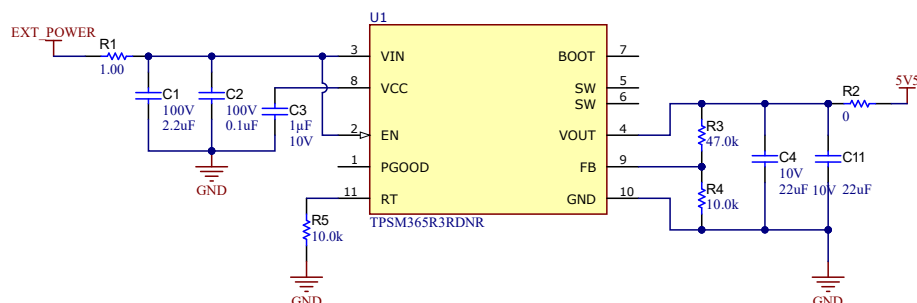 U1
EXT_POWER
R1
1.00
3 VIN
BOOT 7
8 VCC
SW 5
SW 6
5V5
R2
0
C1
100V
2.2uF
C2
100V
0.1uF
C3
1µF
10V
2 EN
VOUT 4
R3
47.0k
1 PGOOD
FB 9
C4
10V
22uF
C11
10V
22uF
11 RT
GND 10
R4
10.0k
GND
R5
10.0k
TPSM365R3RDNR
GND
GND